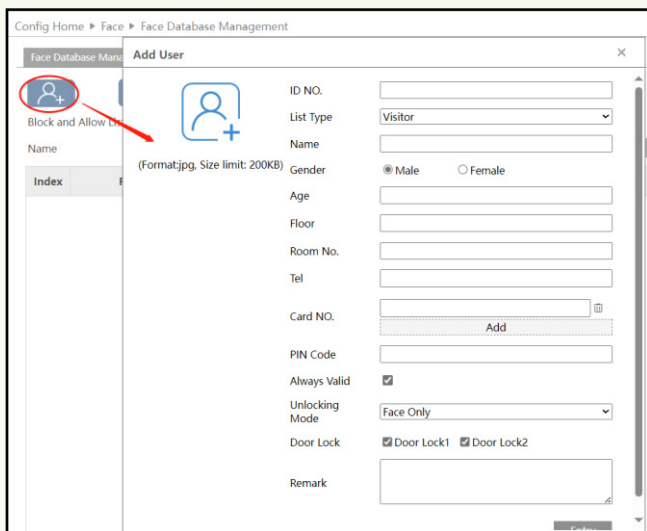 Config Home ▶ Face ▶ Face Database Management
Face Database Mana
Add User
ID NO.
List Type Visitor
Name
(Format:jpg, Size limit: 200KB)
Gender Male Female
Age
Floor
Room No.
Tel
Card NO.
Add
PIN Code
Always Valid
Unlocking Mode Face Only
Door Lock Door Lock1 Door Lock2
Remark
Entry
Block and Allow Li
Name
Index